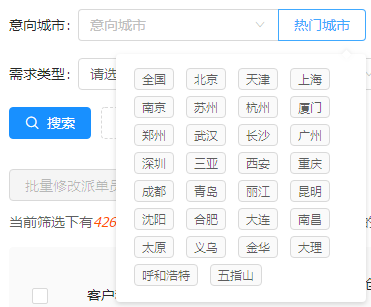 意向城市： 意向城市 热门城市
需求类型： 请选
全国 北京 天津 上海
南京 苏州 杭州 厦门
搜索
郑州 武汉 长沙 广州
深圳 三亚 西安 重庆
批量修改派单员
成都 青岛 丽江 昆明
沈阳 合肥 大连 南昌
当前筛选下有426
太原 义乌 金华 大理
呼和浩特 五指山
客户